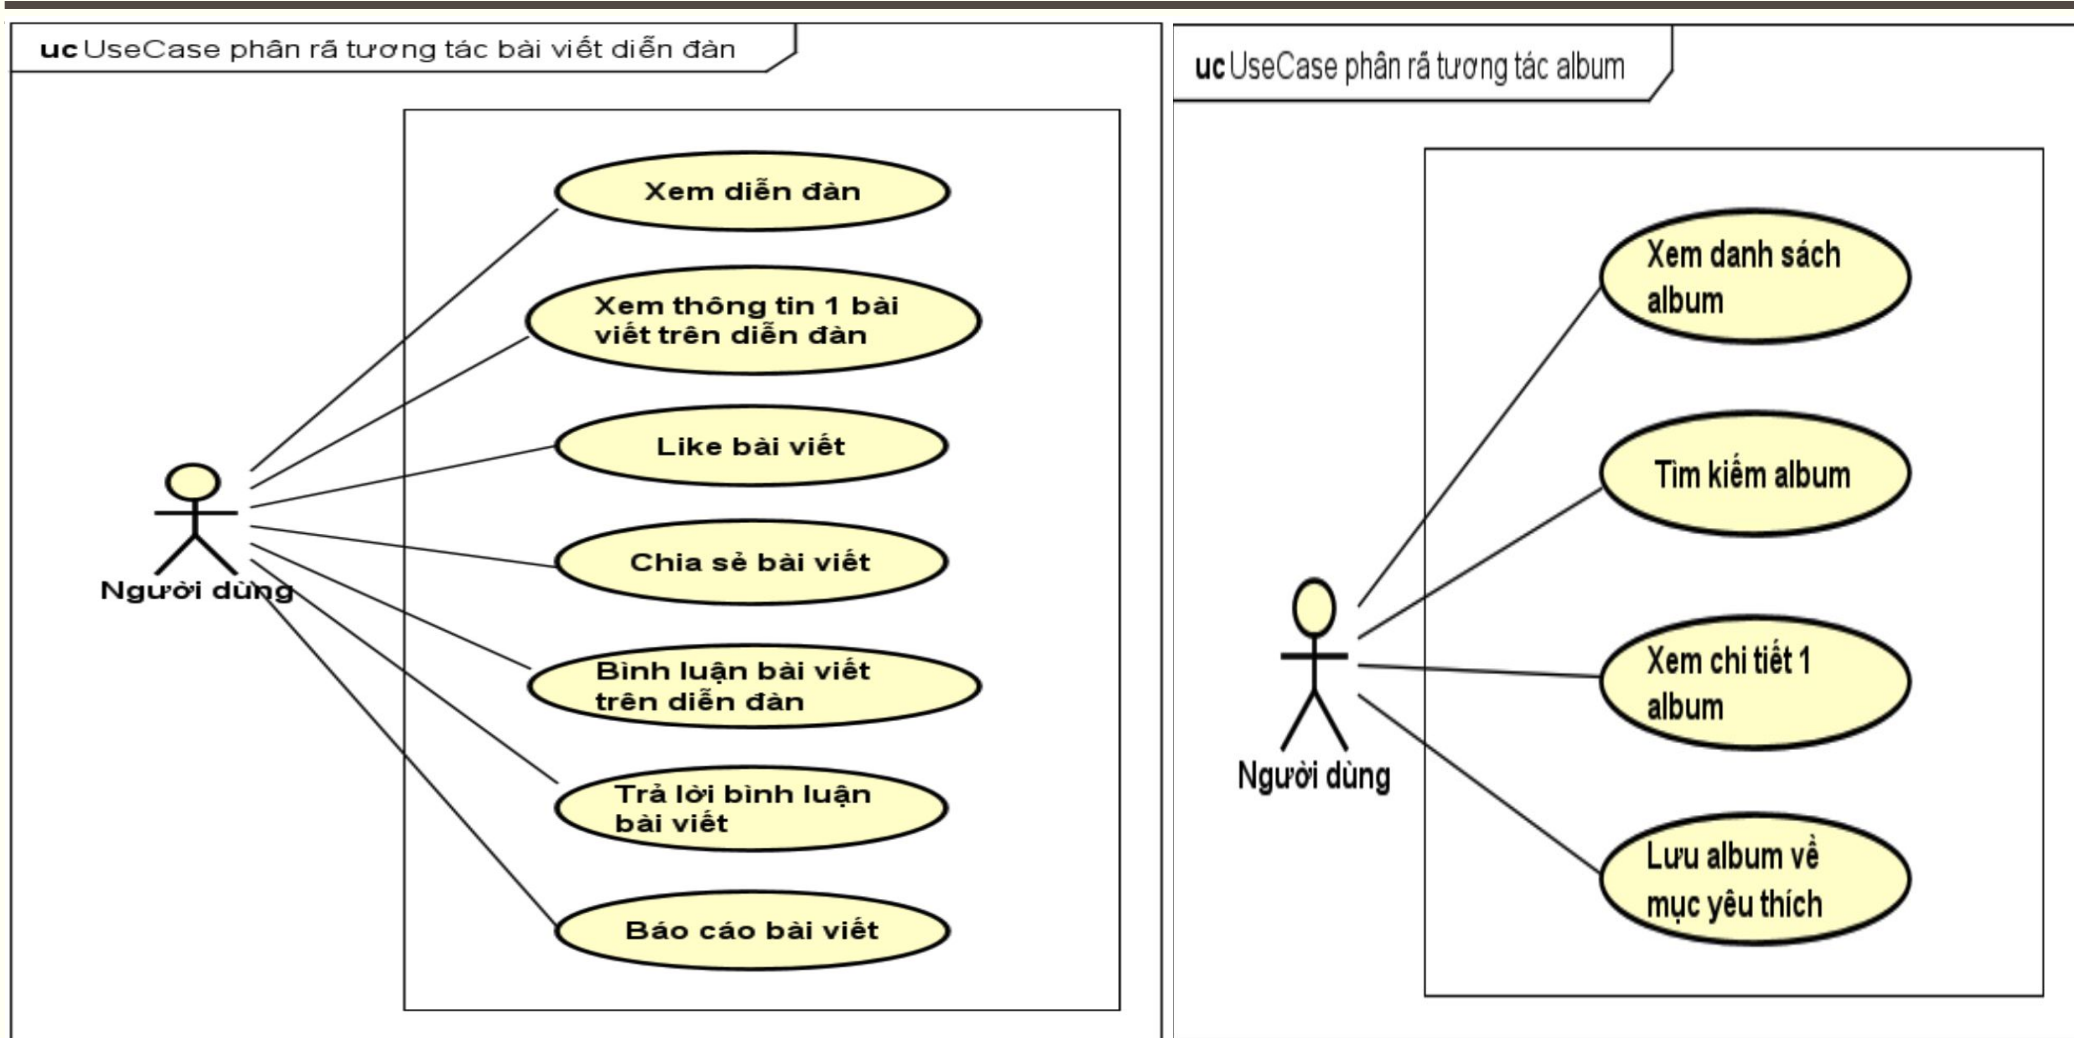 uc UseCase phân rã tương tác bài viết diễn đàn
Xem diễn đàn
Xem thông tin 1 bài
viết trên diễn đàn
Like bài viết
Chia sẻ bài viết
Người dùng
Bình luận bài viết
trên diễn đàn
Trả lời bình luận
bài viết
Báo cáo bài viết
uc UseCase phân rã tương tác album
Xem danh sách
album
Tìm kiếm album
Xem chi tiết 1
album
Người dùng
Lưu album về
mục yêu thích